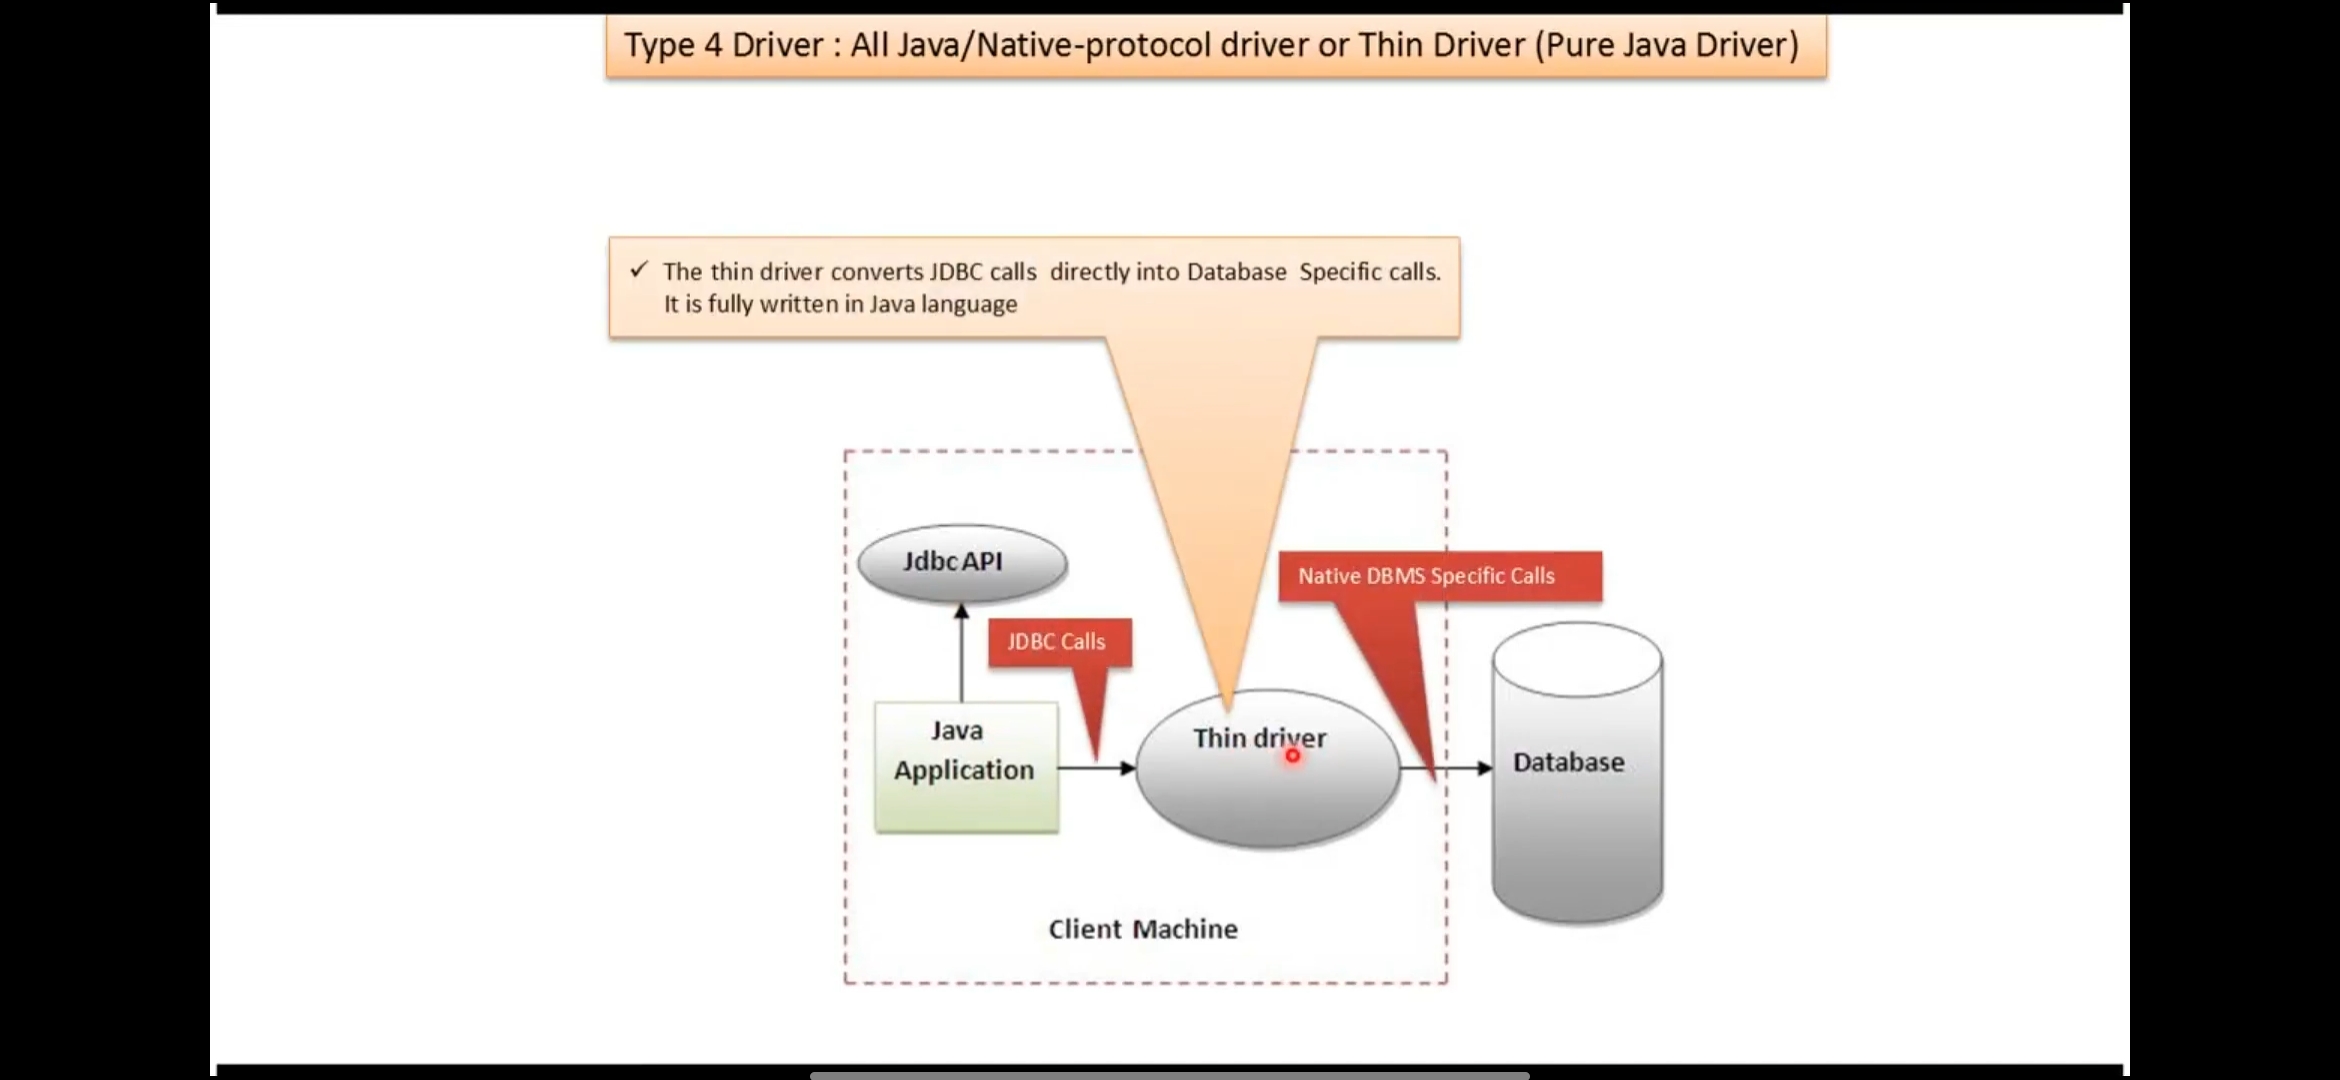 Type 4 Driver : All Java/Native-protocol driver or Thin Driver (Pure Java Driver)
✓ The thin driver converts JDBC calls directly into Database Specific calls.
It is fully written in Java language
Jdbc API
Native DBMS Specific Calls
JDBC Calls
Java
Application
Thin driver
Database
Client Machine